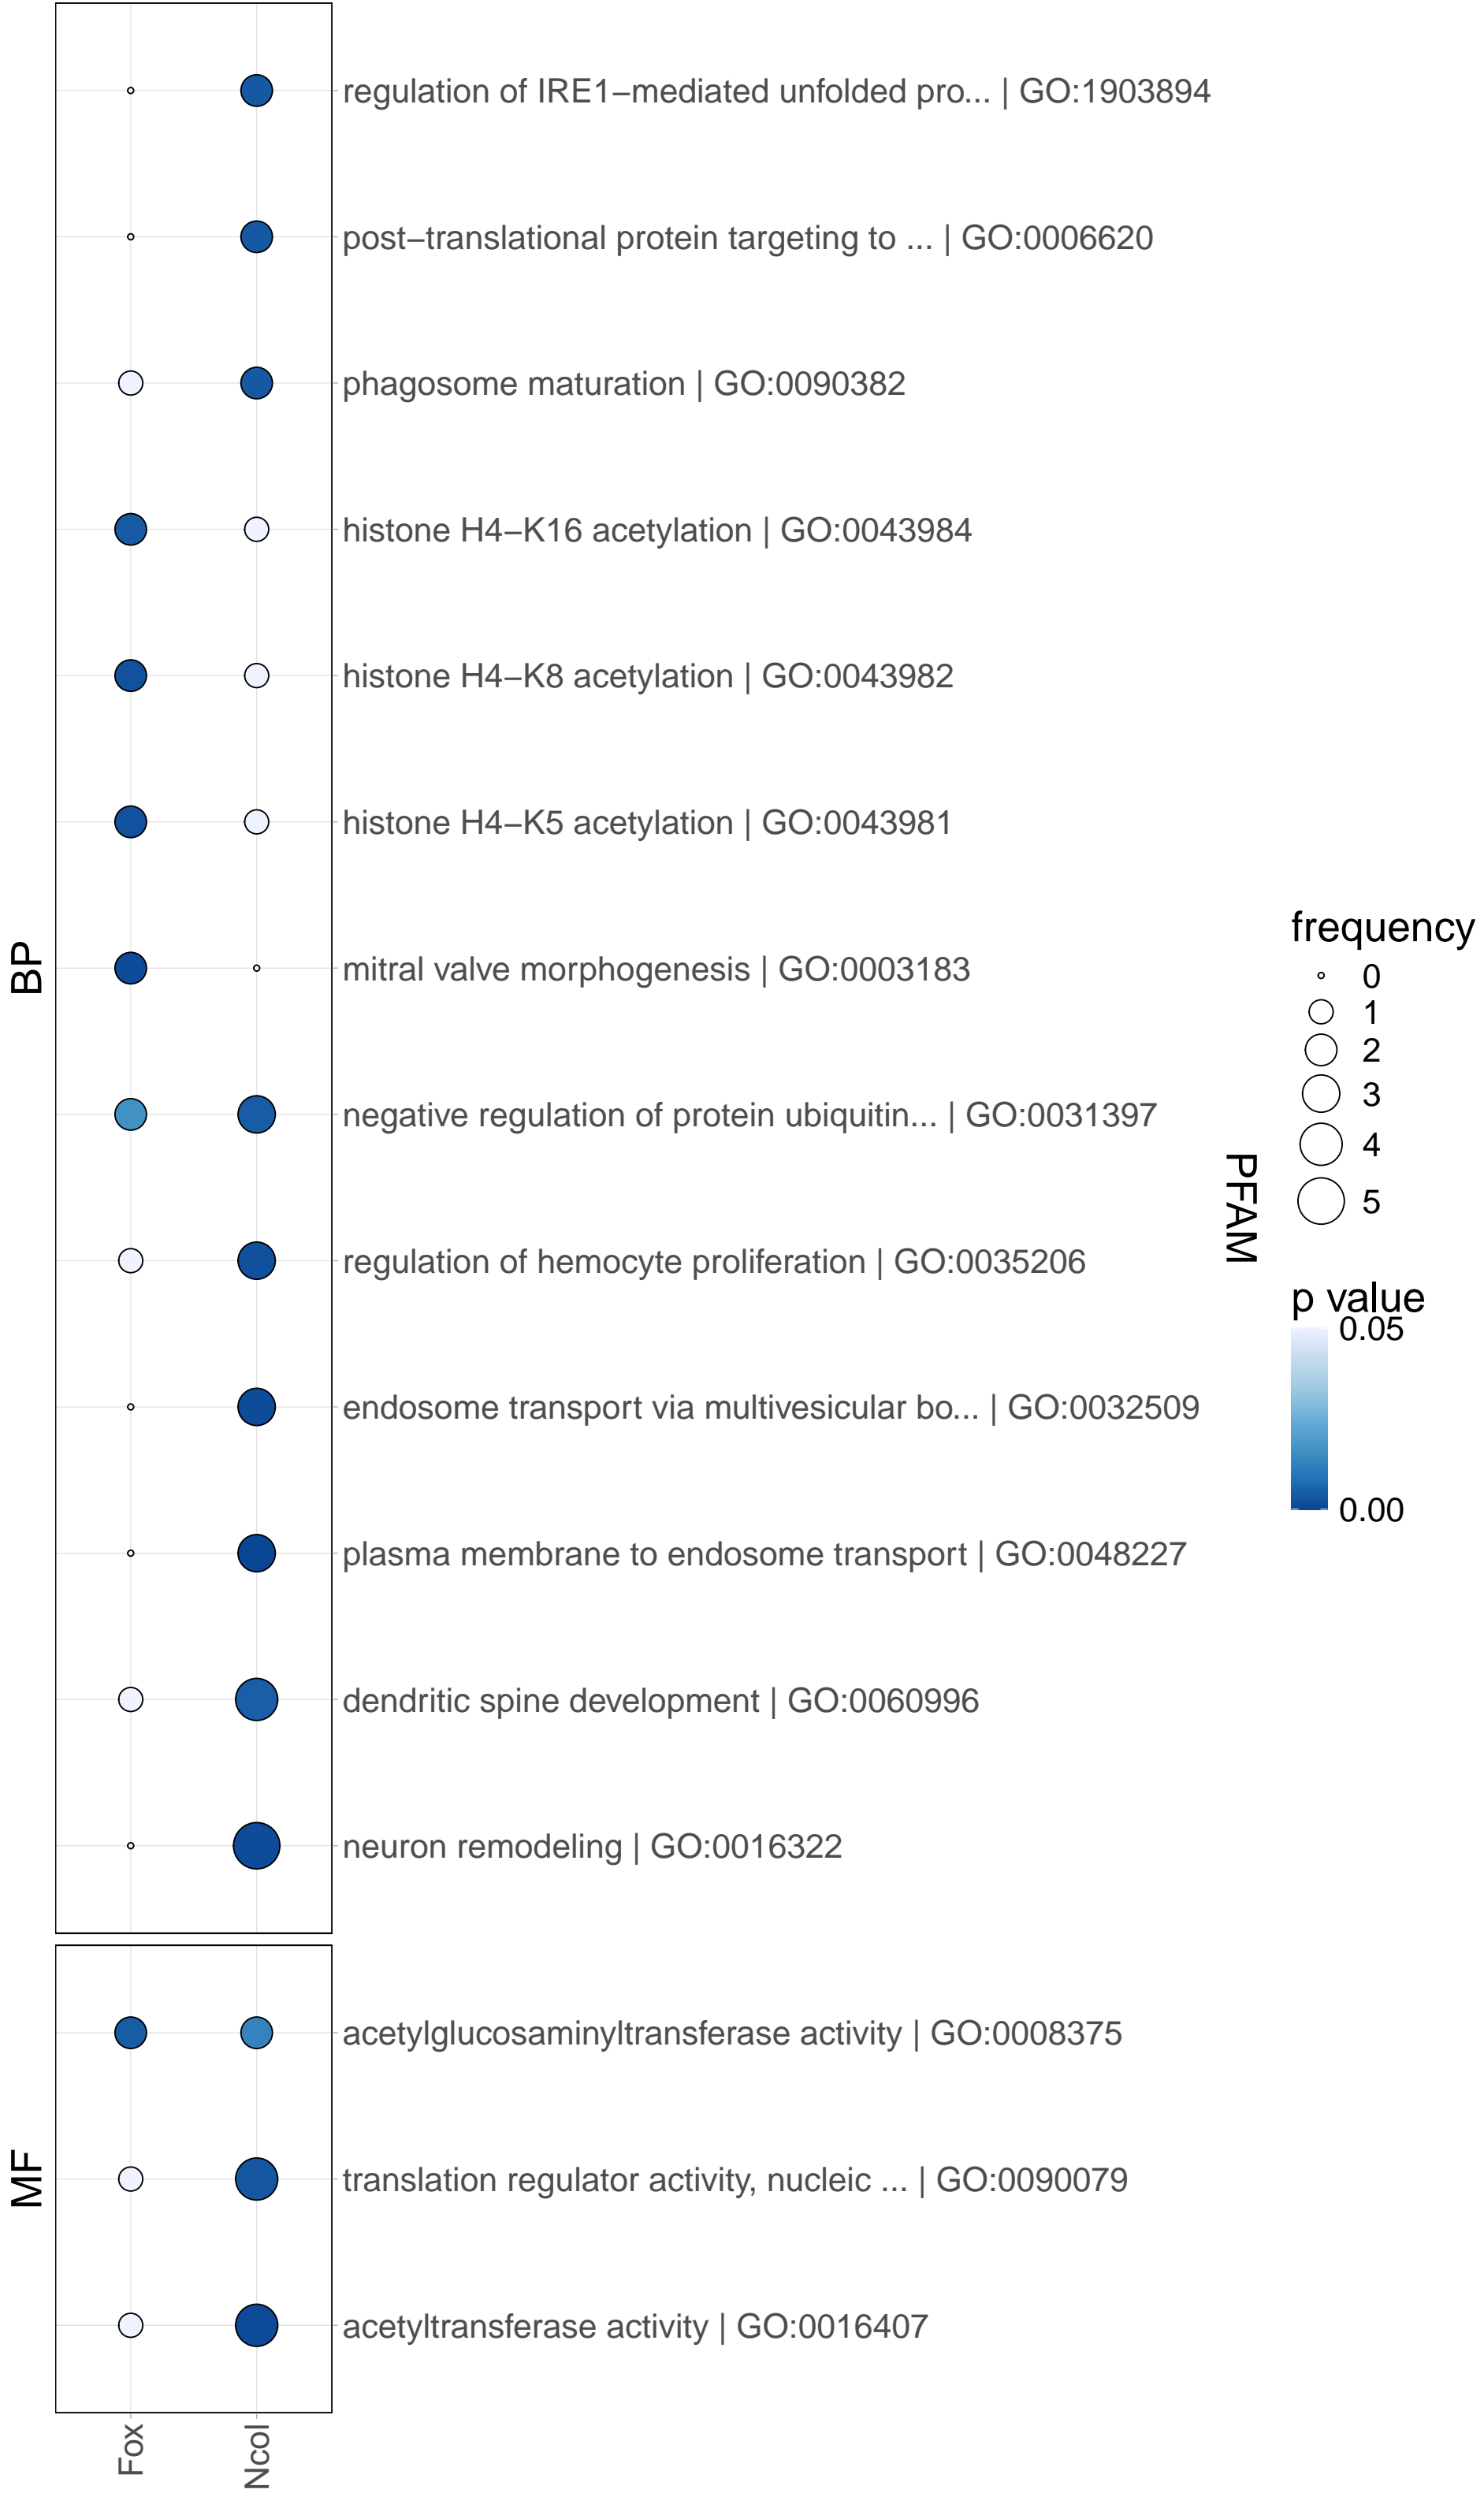 BP
regulation of IRE1−mediated unfolded pro... | GO:1903894
post−translational protein targeting to ... | GO:0006620
phagosome maturation | GO:0090382
histone H4−K16 acetylation | GO:0043984
histone H4−K8 acetylation | GO:0043982
histone H4−K5 acetylation | GO:0043981
mitral valve morphogenesis | GO:0003183
negative regulation of protein ubiquitin... | GO:0031397
regulation of hemocyte proliferation | GO:0035206
endosome transport via multivesicular bo... | GO:0032509
plasma membrane to endosome transport | GO:0048227
dendritic spine development | GO:0060996
neuron remodeling | GO:0016322
MF
acetylglucosaminyltransferase activity | GO:0008375
translation regulator activity, nucleic ... | GO:0090079
acetyltransferase activity | GO:0016407
Fox
Ncol
PFAM
frequency
0
1
2
3
4
5
p value
0.05
0.00